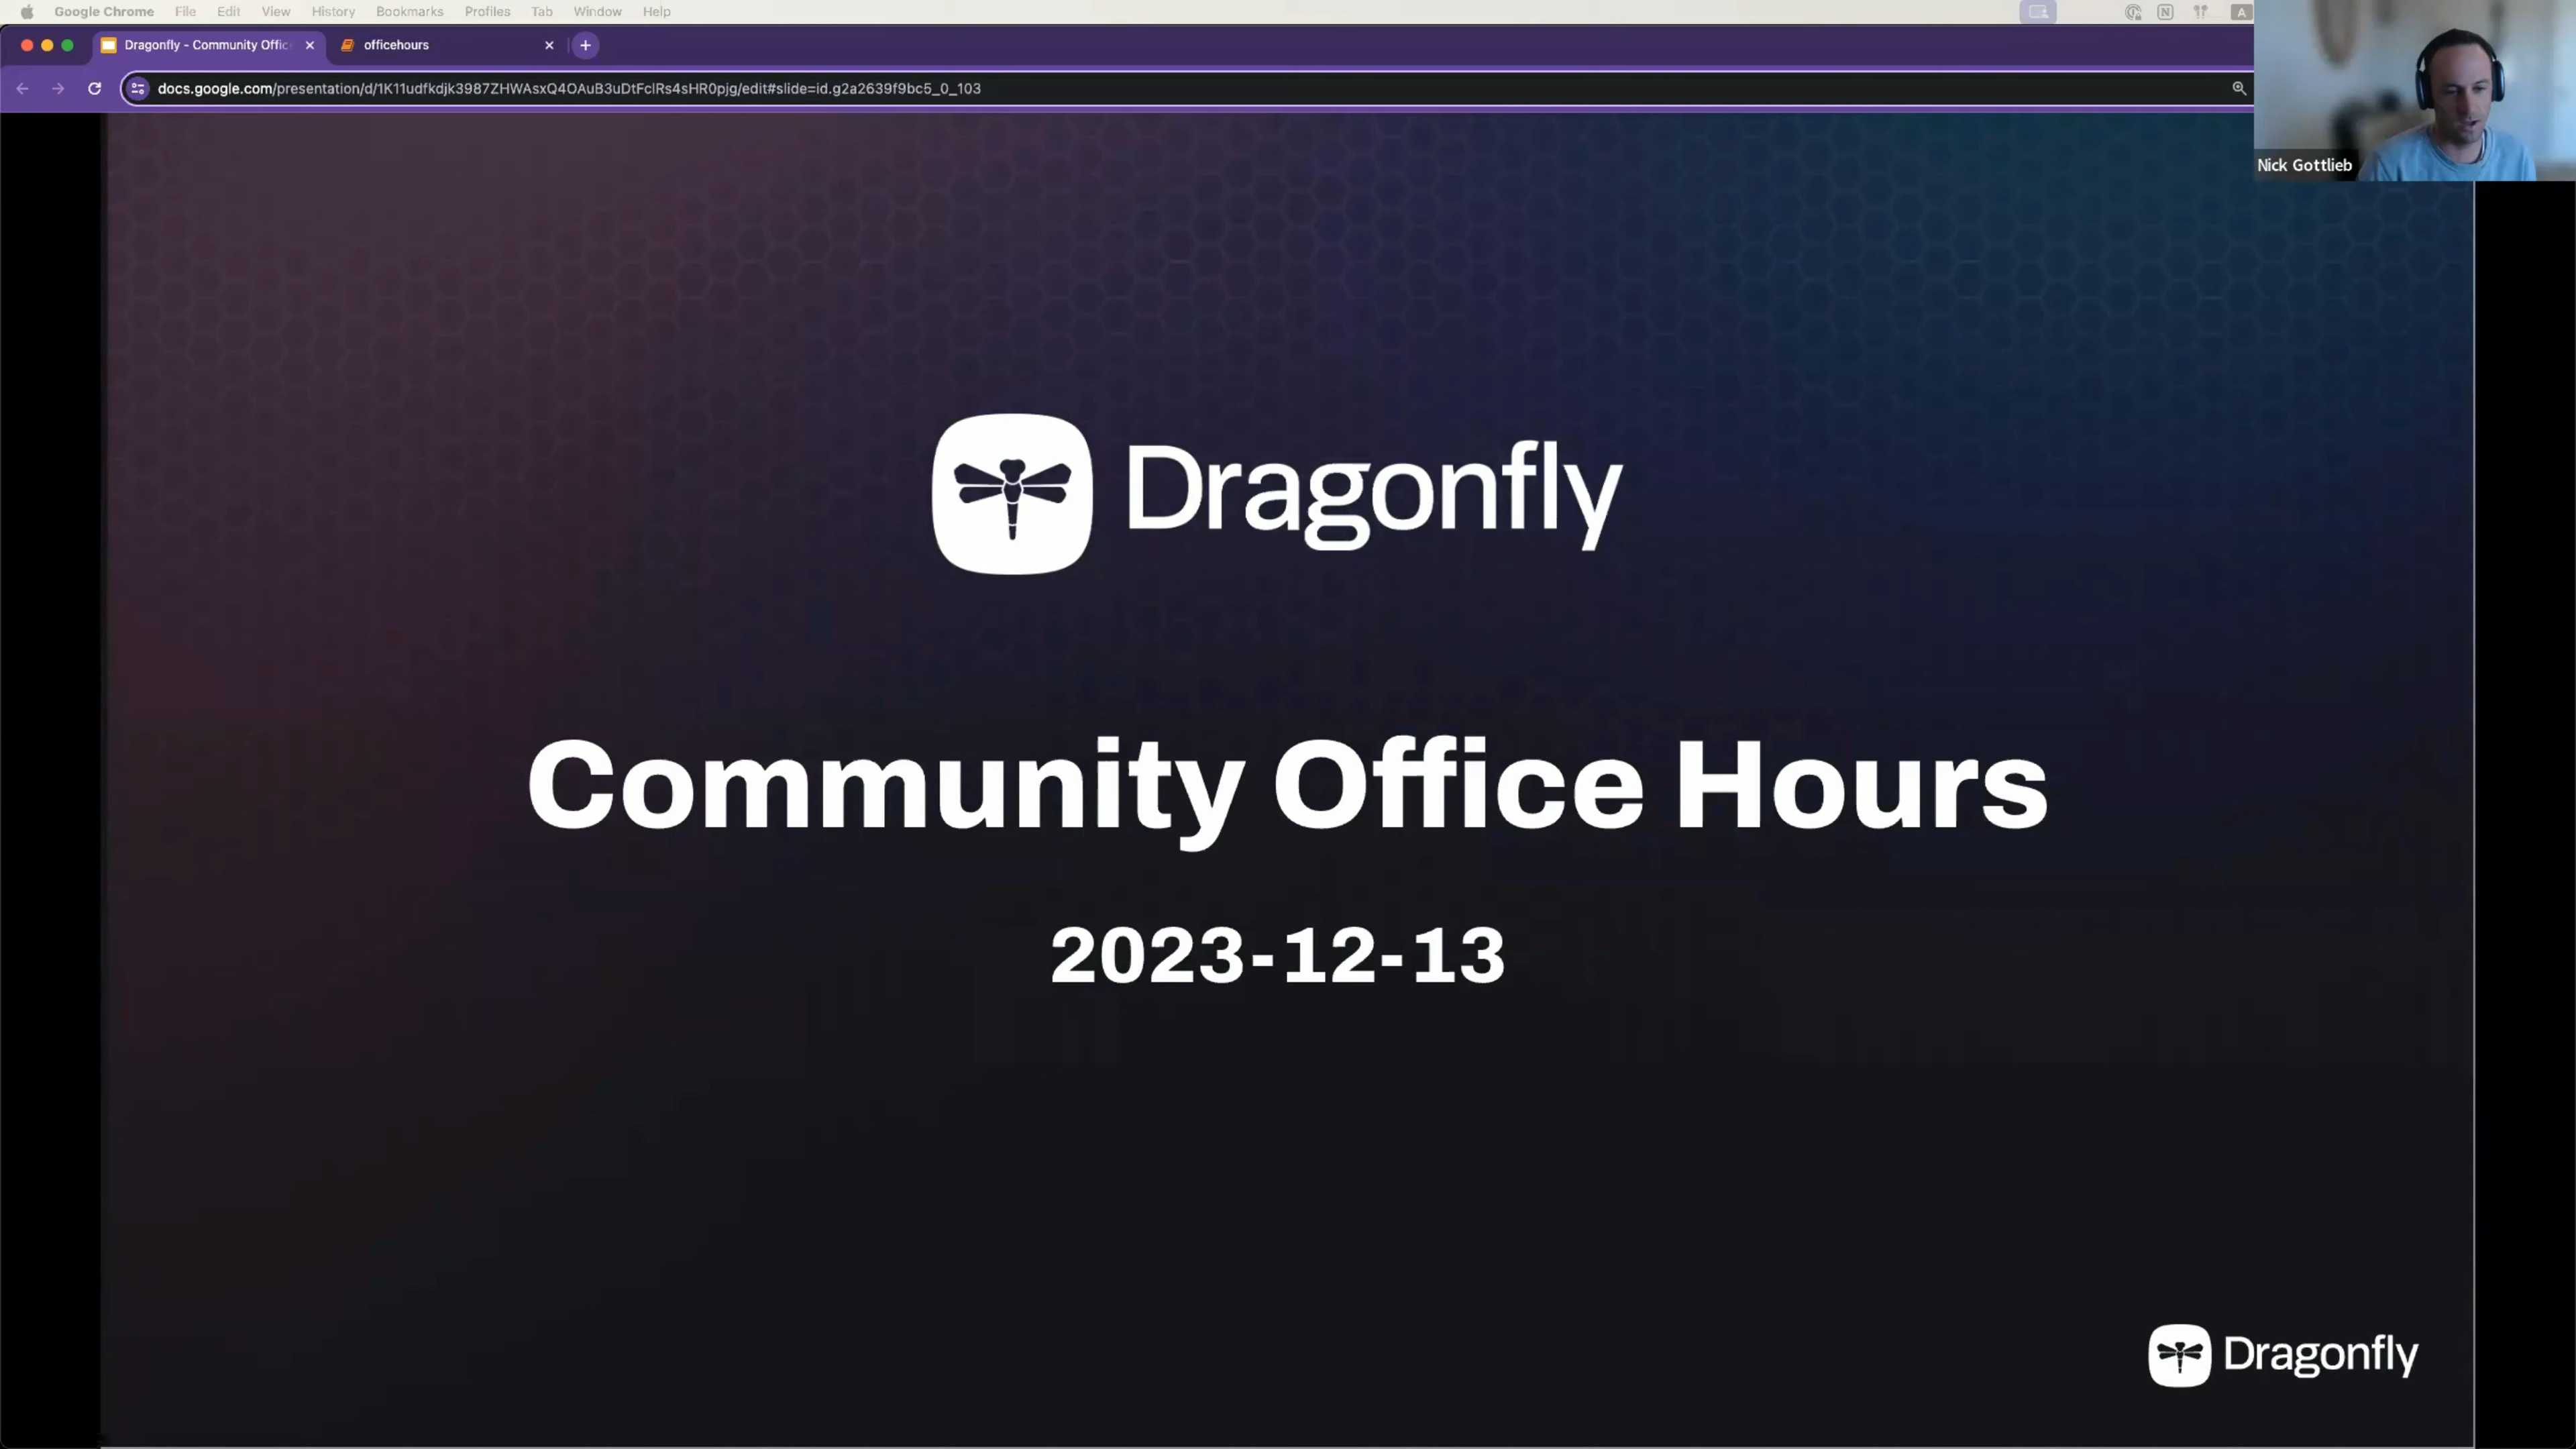 Google Chrome File Edit View History Bookmarks Profiles Tab Window Help
Dragonfly - Community Offic
officehours
docs.google.com/presentation/d/1K11udfkdjk3987ZHWAsxQ4OAuB3uDtFclRs4sHR0pjg/edit#slide=id.g2a2639f9bc5_0_103
Nick Gottlieb
Dragonfly
Community Office Hours
2023-12-13
Dragonfly